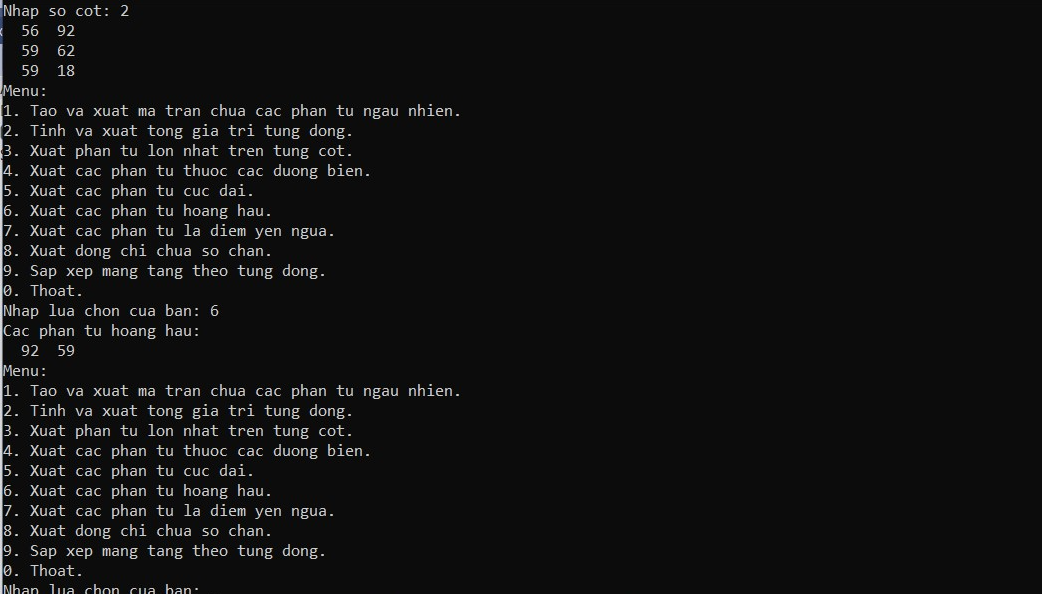 Nhap so cot: 2
56 92
59 62
59 18
Menu:
1. Tao va xuat ma tran chua cac phan tu ngau nhien.
2. Tinh va xuat tong gia tri tung dong.
3. Xuat phan tu lon nhat tren tung cot.
4. Xuat cac phan tu thuoc cac duong bien.
5. Xuat cac phan tu cuc dai.
6. Xuat cac phan tu hoang hau.
7. Xuat cac phan tu la diem yen ngua.
8. Xuat dong chi chua so chan.
9. Sap xep mang tang theo tung dong.
0. Thoat.
Nhap lua chon cua ban: 6
Cac phan tu hoang hau:
92 59
Menu:
1. Tao va xuat ma tran chua cac phan tu ngau nhien.
2. Tinh va xuat tong gia tri tung dong.
3. Xuat phan tu lon nhat tren tung cot.
4. Xuat cac phan tu thuoc cac duong bien.
5. Xuat cac phan tu cuc dai.
6. Xuat cac phan tu hoang hau.
7. Xuat cac phan tu la diem yen ngua.
8. Xuat dong chi chua so chan.
9. Sap xep mang tang theo tung dong.
0. Thoat.
Nhap lua chon cua ban: